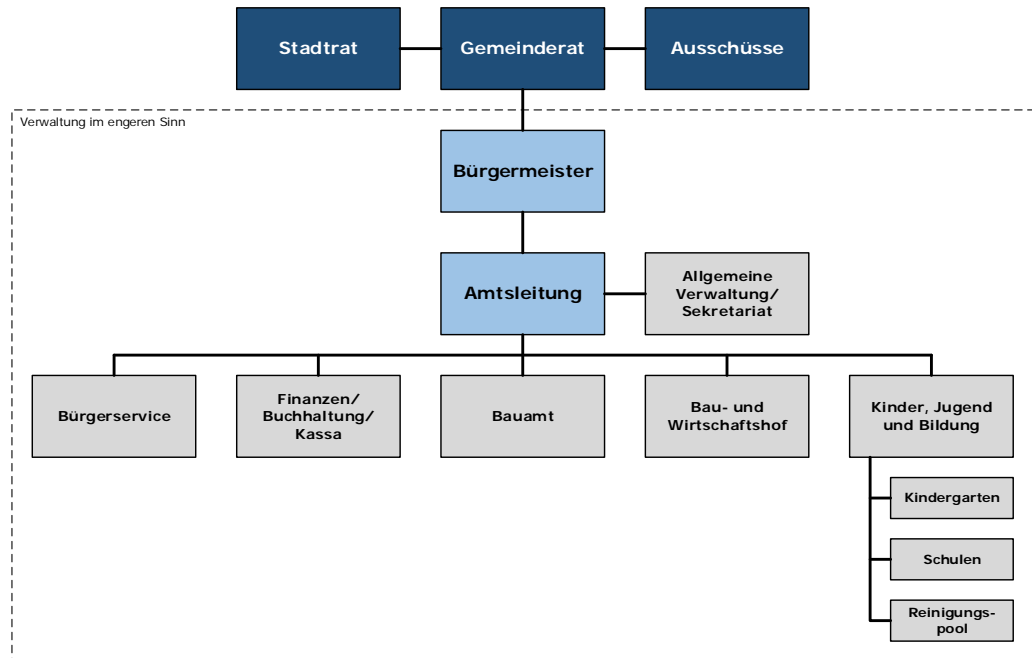 Stadtrat
Gemeinderat
Ausschüsse
Verwaltung im engeren Sinn
Bürgermeister
Amtsleitung
Allgemeine
Verwaltung/
Sekretariat
Bürgerservice
Finanzen/
Buchhaltung/
Kassa
Bauamt
Bau- und
Wirtschaftshof
Kinder, Jugend
und Bildung
Kindergarten
Schulen
Reinigungs-
pool